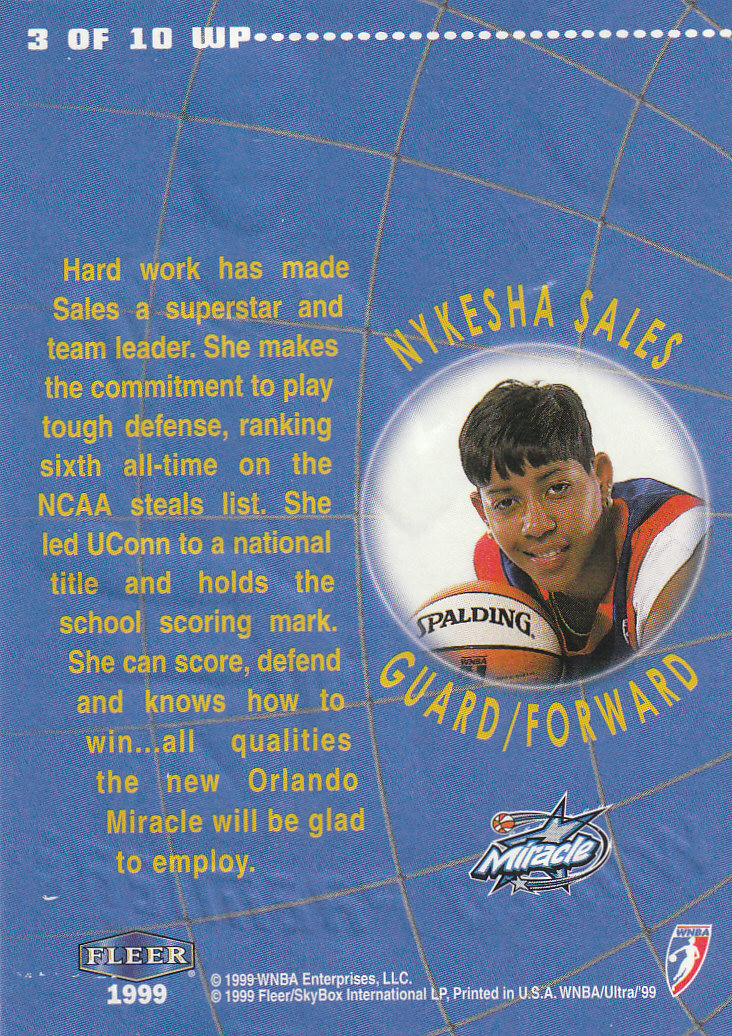 3 OF 10 WP
Hard work has made
Sales a superstar and
team leader. She makes
the commitment to play
tough defense, ranking
sixth all-time on the
NCAA steals list. She
led UConn to a national
title and holds the
school scoring mark.
She can score, defend
and knows how to
win...all qualities
the new Orlando
Miracle will be glad
to employ.
NYKESHA SALES
SPALDING
WNBA
GUARD/FORWARD
Miracle
WNBA
FLEER®
1999
© 1999 WNBA Enterprises, LLC.
© 1999 Fleer/SkyBox International LP, Printed in U.S.A. WNBA/Ultra/'99